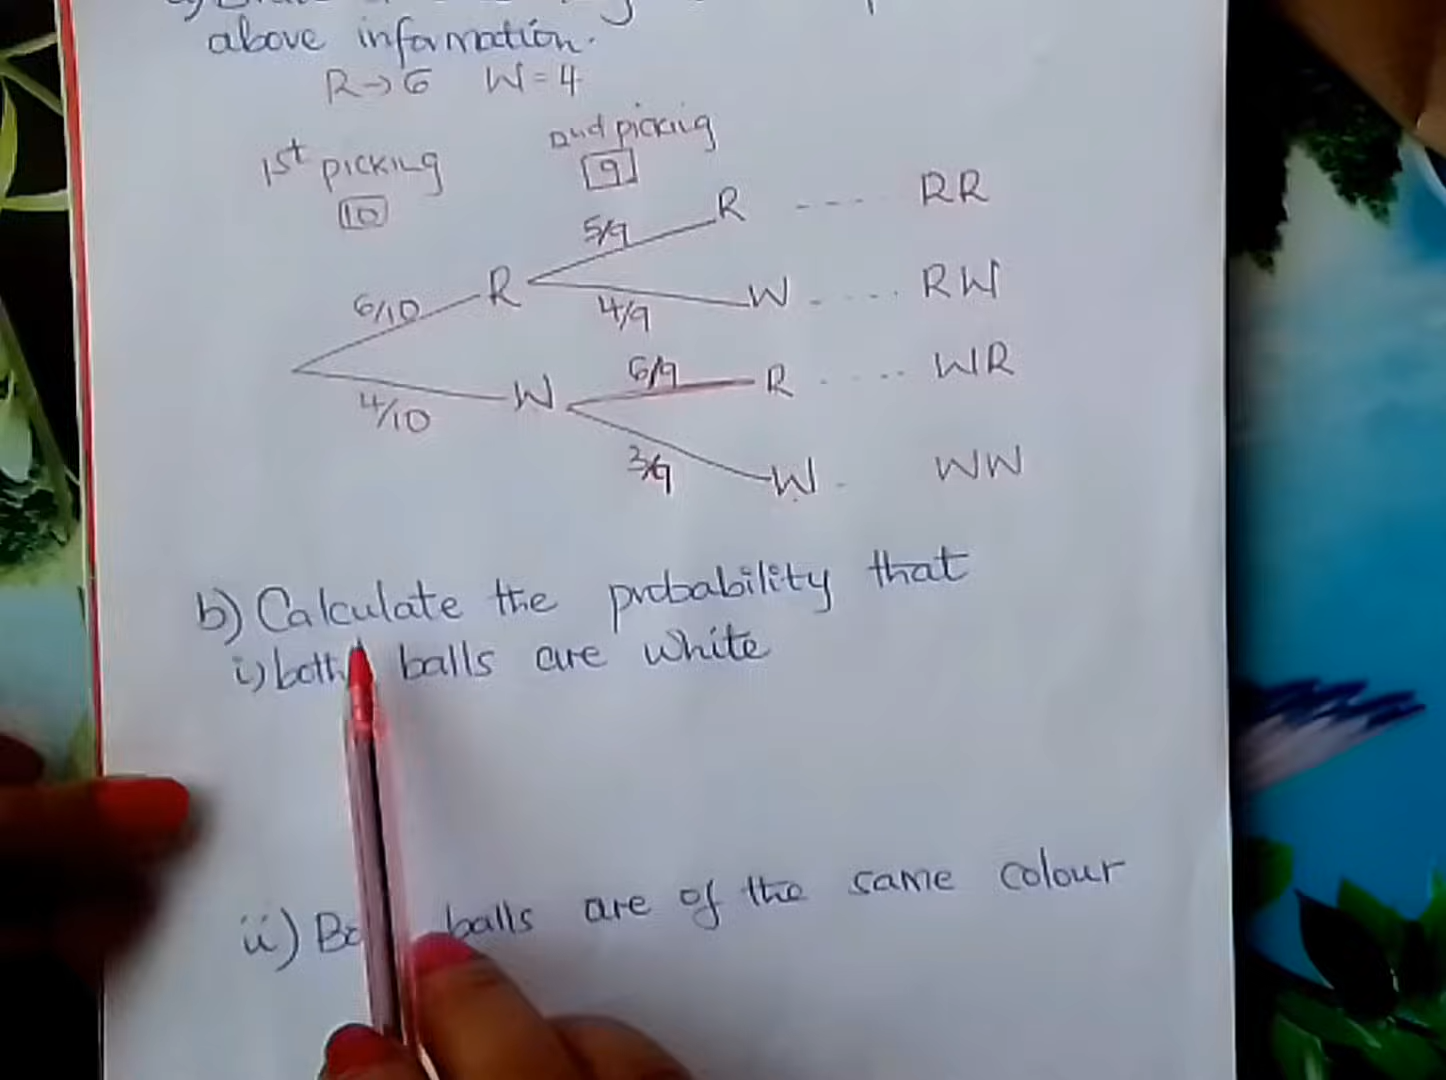 above information.
R→6 W=4
1st picking
2nd picking
10
9
R
5/9
R
---- RR
6/10
4/9
W
..... RW
4/10
W
6/9
R
..... WR
3/9
W
WW
b) Calculate the probability that
i) both balls are white
ii) balls are of the same colour